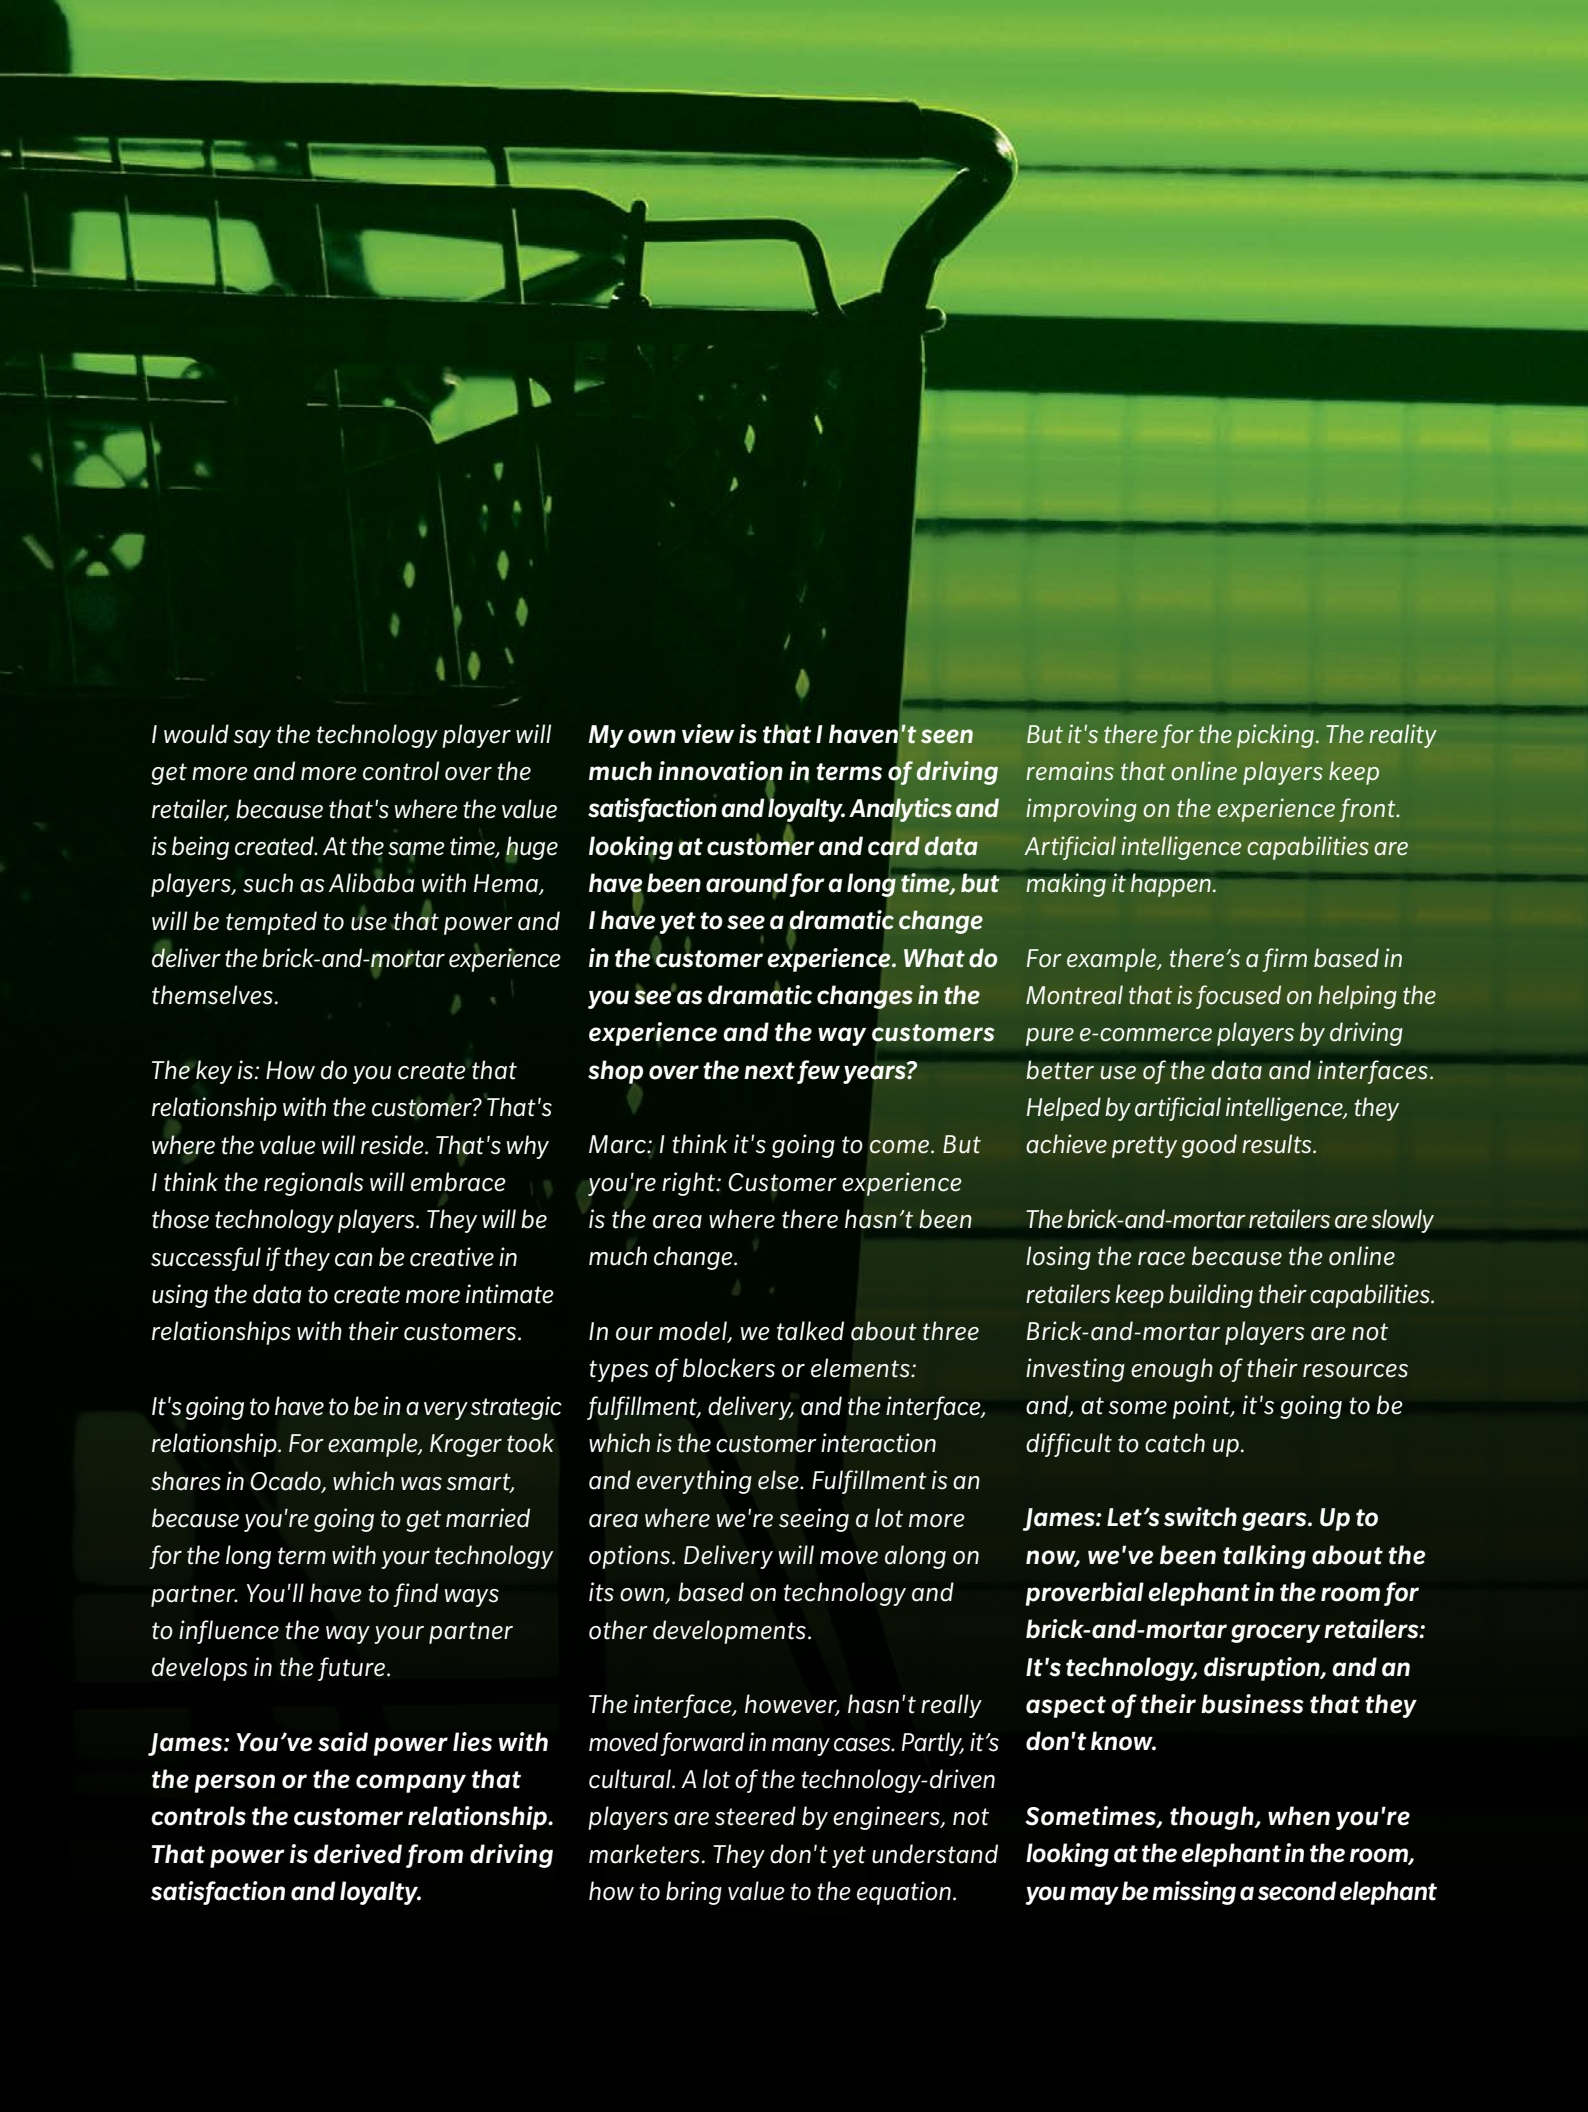 I would say the technology player will
get more and more control over the
retailer, because that's where the value
is being created. At the same time, huge
players, such as Alibaba with Hema,
will be tempted to use that power and
deliver the brick-and-mortar experience
themselves.
The key is: How do you create that
relationship with the customer? That's
where the value will reside. That's why
I think the regionals will embrace
those technology players. They will be
successful if they can be creative in
using the data to create more intimate
relationships with their customers.
It's going to have to be in a very strategic
relationship. For example, Kroger took
shares in Ocado, which was smart,
because you're going to get married
for the long term with your technology
partner. You'll have to find ways
to influence the way your partner
develops in the future.
James: You’ve said power lies with
the person or the company that
controls the customer relationship.
That power is derived from driving
satisfaction and loyalty.
My own view is that I haven't seen
much innovation in terms of driving
satisfaction and loyalty. Analytics and
looking at customer and card data
have been around for a long time, but
I have yet to see a dramatic change
in the customer experience. What do
you see as dramatic changes in the
experience and the way customers
shop over the next few years?
Marc: I think it's going to come. But
you're right: Customer experience
is the area where there hasn’t been
much change.
In our model, we talked about three
types of blockers or elements:
fulfillment, delivery, and the interface,
which is the customer interaction
and everything else. Fulfillment is an
area where we're seeing a lot more
options. Delivery will move along on
its own, based on technology and
other developments.
The interface, however, hasn't really
moved forward in many cases. Partly, it’s
cultural. A lot of the technology-driven
players are steered by engineers, not
marketers. They don't yet understand
how to bring value to the equation.
But it's there for the picking. The reality
remains that online players keep
improving on the experience front.
Artificial intelligence capabilities are
making it happen.
For example, there’s a firm based in
Montreal that is focused on helping the
pure e-commerce players by driving
better use of the data and interfaces.
Helped by artificial intelligence, they
achieve pretty good results.
The brick-and-mortar retailers are slowly
losing the race because the online
retailers keep building their capabilities.
Brick-and-mortar players are not
investing enough of their resources
and, at some point, it's going to be
difficult to catch up.
James: Let’s switch gears. Up to
now, we've been talking about the
proverbial elephant in the room for
brick-and-mortar grocery retailers:
It's technology, disruption, and an
aspect of their business that they
don't know.
Sometimes, though, when you're
looking at the elephant in the room,
you may be missing a second elephant